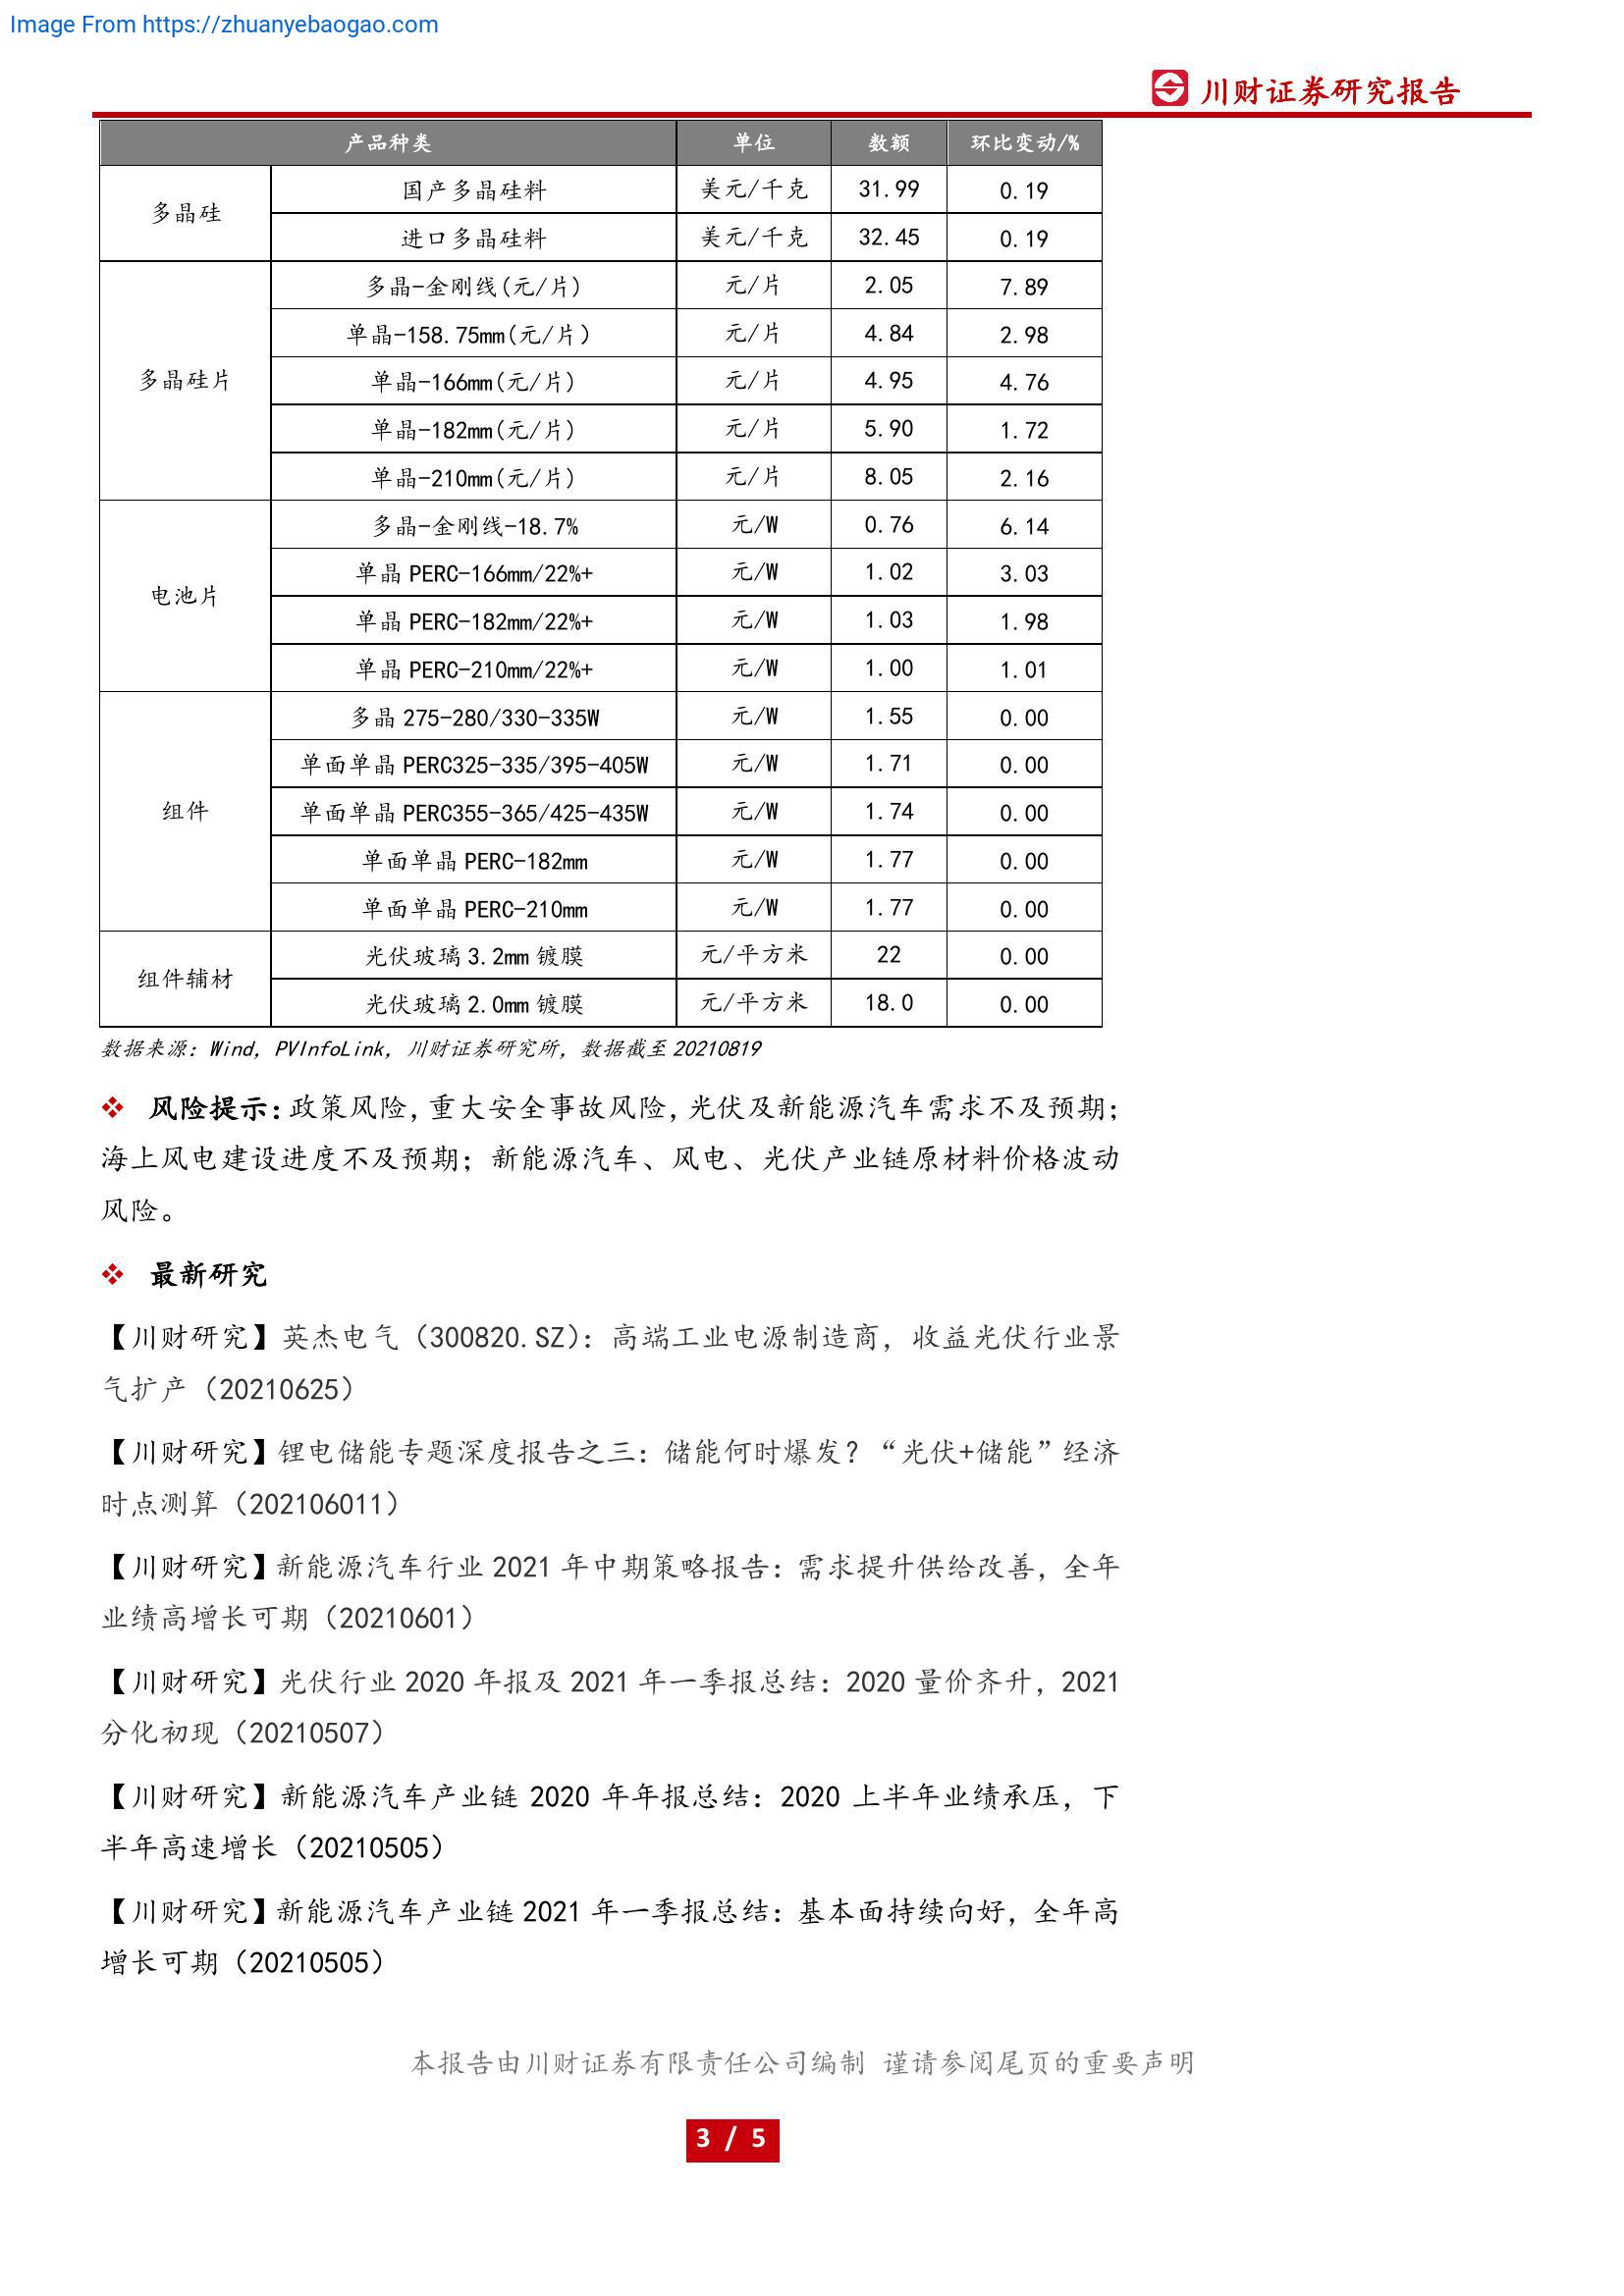 Image From https://zhuanyebaogao.com
川财证券研究报告
产品种类 单位 数额 环比变动/%
多晶硅 国产多晶硅料 美元/千克 31.99 0.19
进口多晶硅料 美元/千克 32.45 0.19
多晶硅片 多晶-金刚线(元/片) 元/片 2.05 7.89
单晶-158.75mm(元/片) 元/片 4.84 2.98
单晶-166mm(元/片) 元/片 4.95 4.76
单晶-182mm(元/片) 元/片 5.90 1.72
单晶-210mm(元/片) 元/片 8.05 2.16
电池片 多晶-金刚线-18.7% 元/W 0.76 6.14
单晶 PERC-166mm/22%+ 元/W 1.02 3.03
单晶 PERC-182mm/22%+ 元/W 1.03 1.98
单晶 PERC-210mm/22%+ 元/W 1.00 1.01
组件 多晶 275-280/330-335W 元/W 1.55 0.00
单面单晶 PERC325-335/395-405W 元/W 1.71 0.00
单面单晶 PERC355-365/425-435W 元/W 1.74 0.00
单面单晶 PERC-182mm 元/W 1.77 0.00
单面单晶 PERC-210mm 元/W 1.77 0.00
组件辅材 光伏玻璃 3.2mm 镀膜 元/平方米 22 0.00
光伏玻璃 2.0mm 镀膜 元/平方米 18.0 0.00
数据来源：Wind，PVInfoLink，川财证券研究所，数据截至 20210819
❖ 风险提示：政策风险，重大安全事故风险，光伏及新能源汽车需求不及预期；
海上风电建设进度不及预期；新能源汽车、风电、光伏产业链原材料价格波动
风险。
❖ 最新研究
【川财研究】英杰电气（300820.SZ）：高端工业电源制造商，收益光伏行业景
气扩产（20210625）
【川财研究】锂电储能专题深度报告之三：储能何时爆发？“光伏+储能”经济
时点测算（202106011）
【川财研究】新能源汽车行业 2021 年中期策略报告：需求提升供给改善，全年
业绩高增长可期（20210601）
【川财研究】光伏行业 2020 年报及 2021 年一季报总结：2020 量价齐升，2021
分化初现（20210507）
【川财研究】新能源汽车产业链 2020 年年报总结：2020 上半年业绩承压，下
半年高速增长（20210505）
【川财研究】新能源汽车产业链 2021 年一季报总结：基本面持续向好，全年高
增长可期（20210505）
本报告由川财证券有限责任公司编制 谨请参阅尾页的重要声明
3 / 5